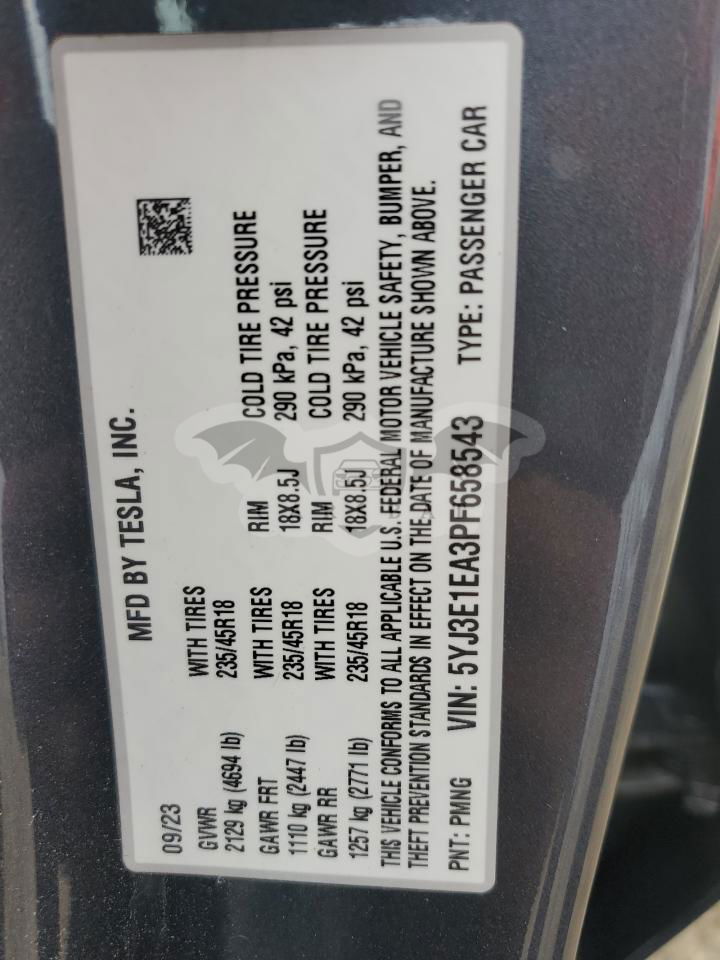 MFD BY TESLA, INC.
09/23
GVWR WITH TIRES
2129 kg (4694 lb) 235/45R18
GAWR FRT WITH TIRES RIM COLD TIRE PRESSURE
1110 kg (2447 lb) 235/45R18 18X8.5J 290 kPa, 42 psi
GAWR RR WITH TIRES RIM COLD TIRE PRESSURE
1257 kg (2771 lb) 235/45R18 18X8.5J 290 kPa, 42 psi
THIS VEHICLE CONFORMS TO ALL APPLICABLE U.S. FEDERAL MOTOR VEHICLE SAFETY, BUMPER, AND
THEFT PREVENTION STANDARDS IN EFFECT ON THE DATE OF MANUFACTURE SHOWN ABOVE.
PNT: PMNG VIN: 5YJ3E1EA3PF658543 TYPE: PASSENGER CAR